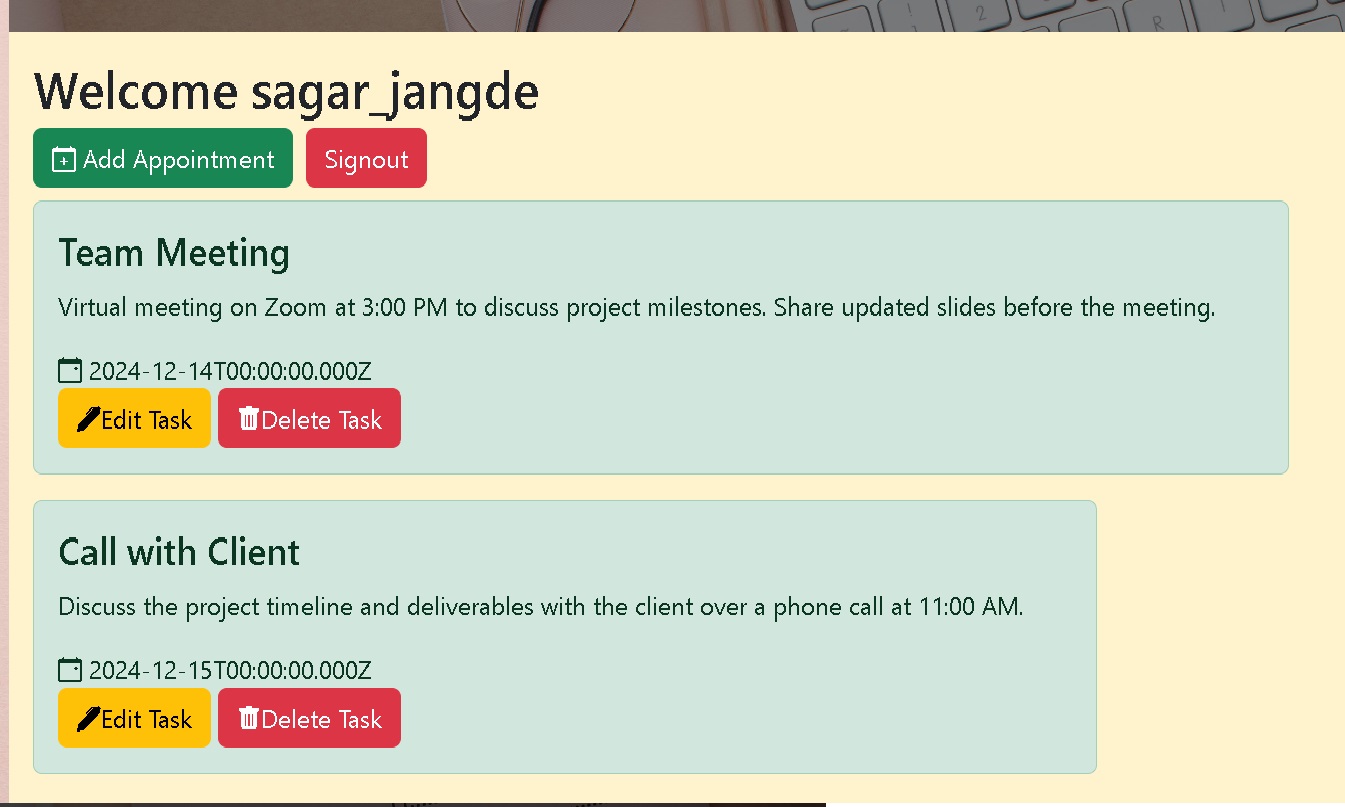 2
R
Welcome sagar_jangde
Add Appointment Signout
Team Meeting
Virtual meeting on Zoom at 3:00 PM to discuss project milestones. Share updated slides before the meeting.
2024-12-14T00:00:00.000Z
Edit Task Delete Task
Call with Client
Discuss the project timeline and deliverables with the client over a phone call at 11:00 AM.
2024-12-15T00:00:00.000Z
Edit Task Delete Task